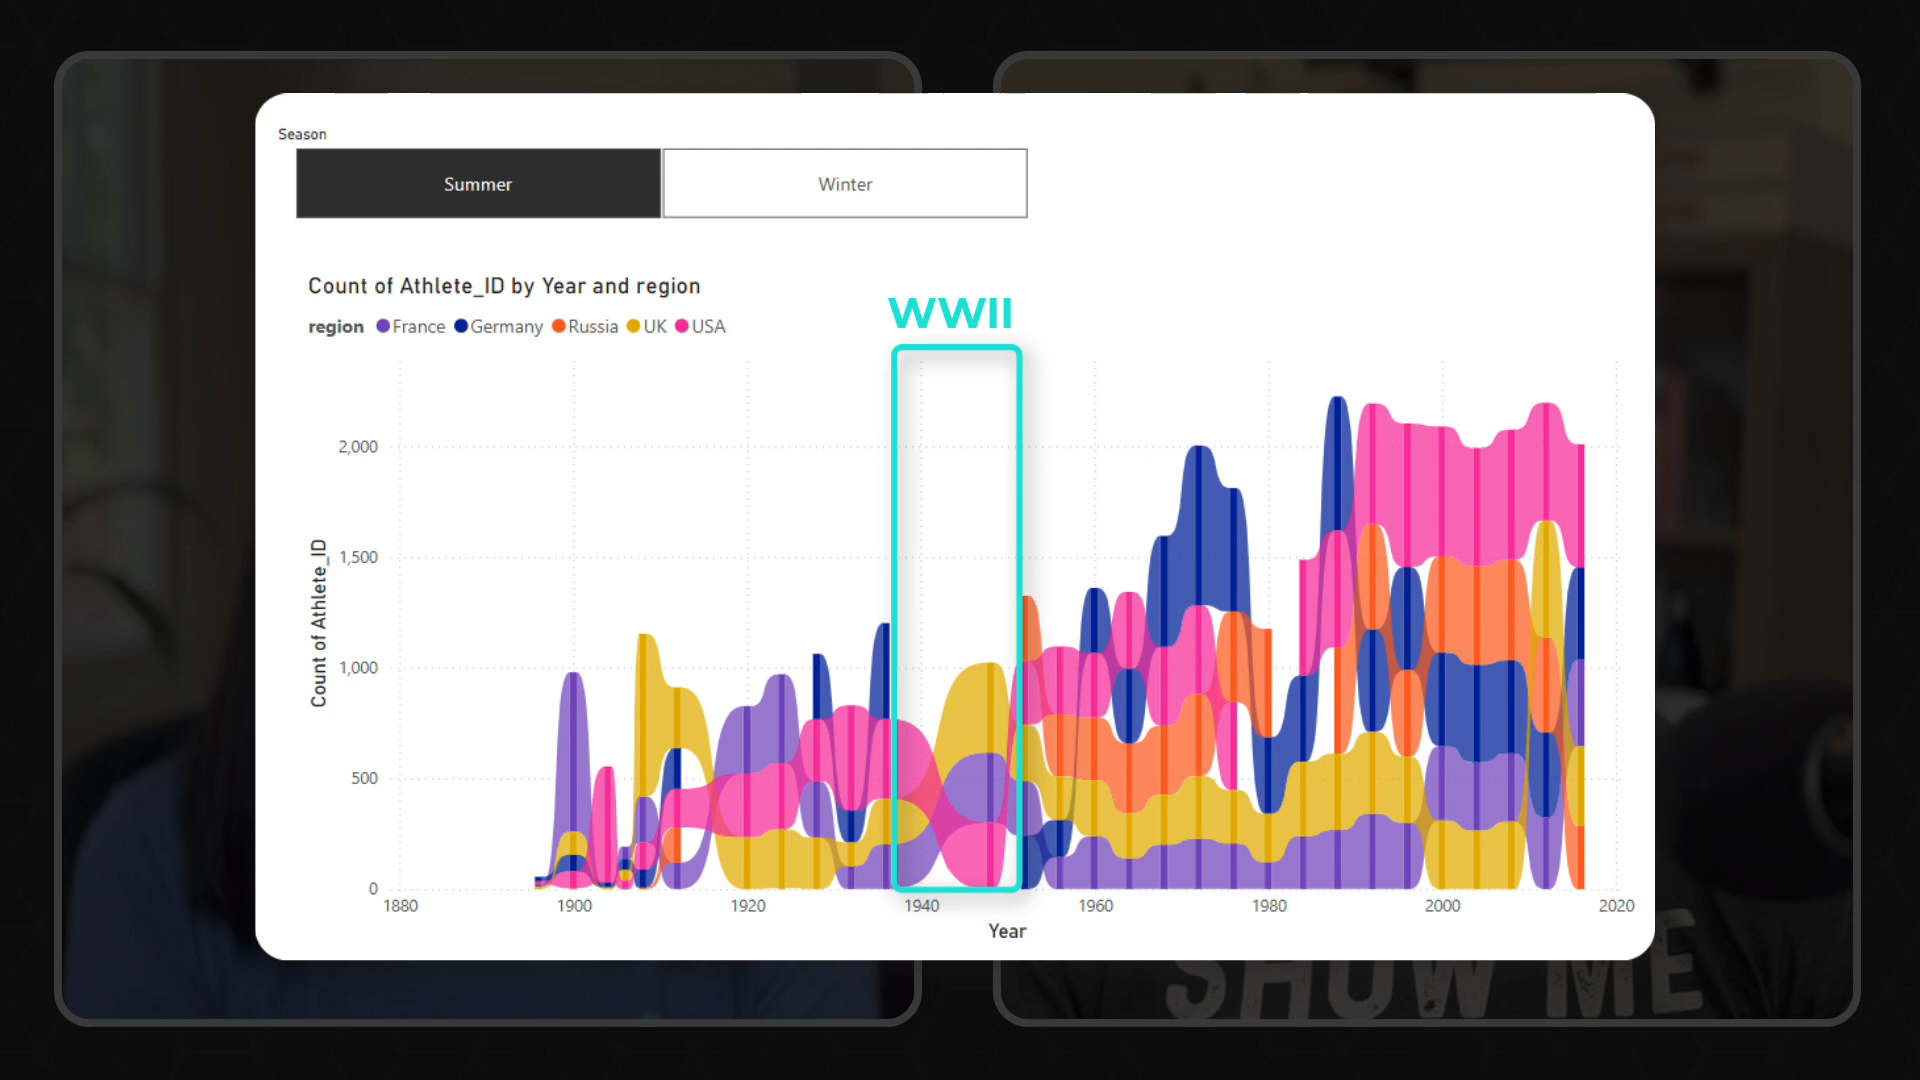 Season
Summer
Winter
Count of Athlete_ID by Year and region
WWII
region France Germany Russia UK USA
2,000
1,500
1,000
500
0
Count of Athlete_ID
1880 1900 1920 1940 1960 1980 2000 2020
Year
SHOW ME